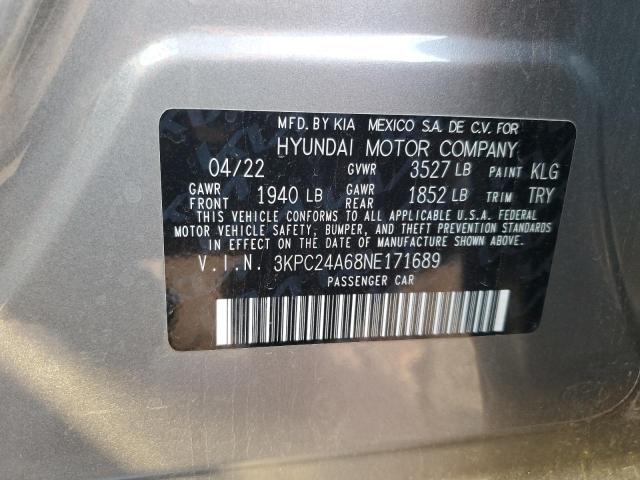 MFD. BY KIA MEXICO S.A. DE C.V. FOR
HYUNDAI MOTOR COMPANY
04/22 GVWR 3527 LB PAINT KLG
GAWR FRONT 1940 LB GAWR REAR 1852 LB TRIM TRY
THIS VEHICLE CONFORMS TO ALL APPLICABLE U.S.A. FEDERAL
MOTOR VEHICLE SAFETY, BUMPER, AND THEFT PREVENTION
STANDARDS IN EFFECT ON THE DATE OF MANUFACTURE SHOWN ABOVE.
V.I.N. 3KPC24A68NE171689
PASSENGER CAR